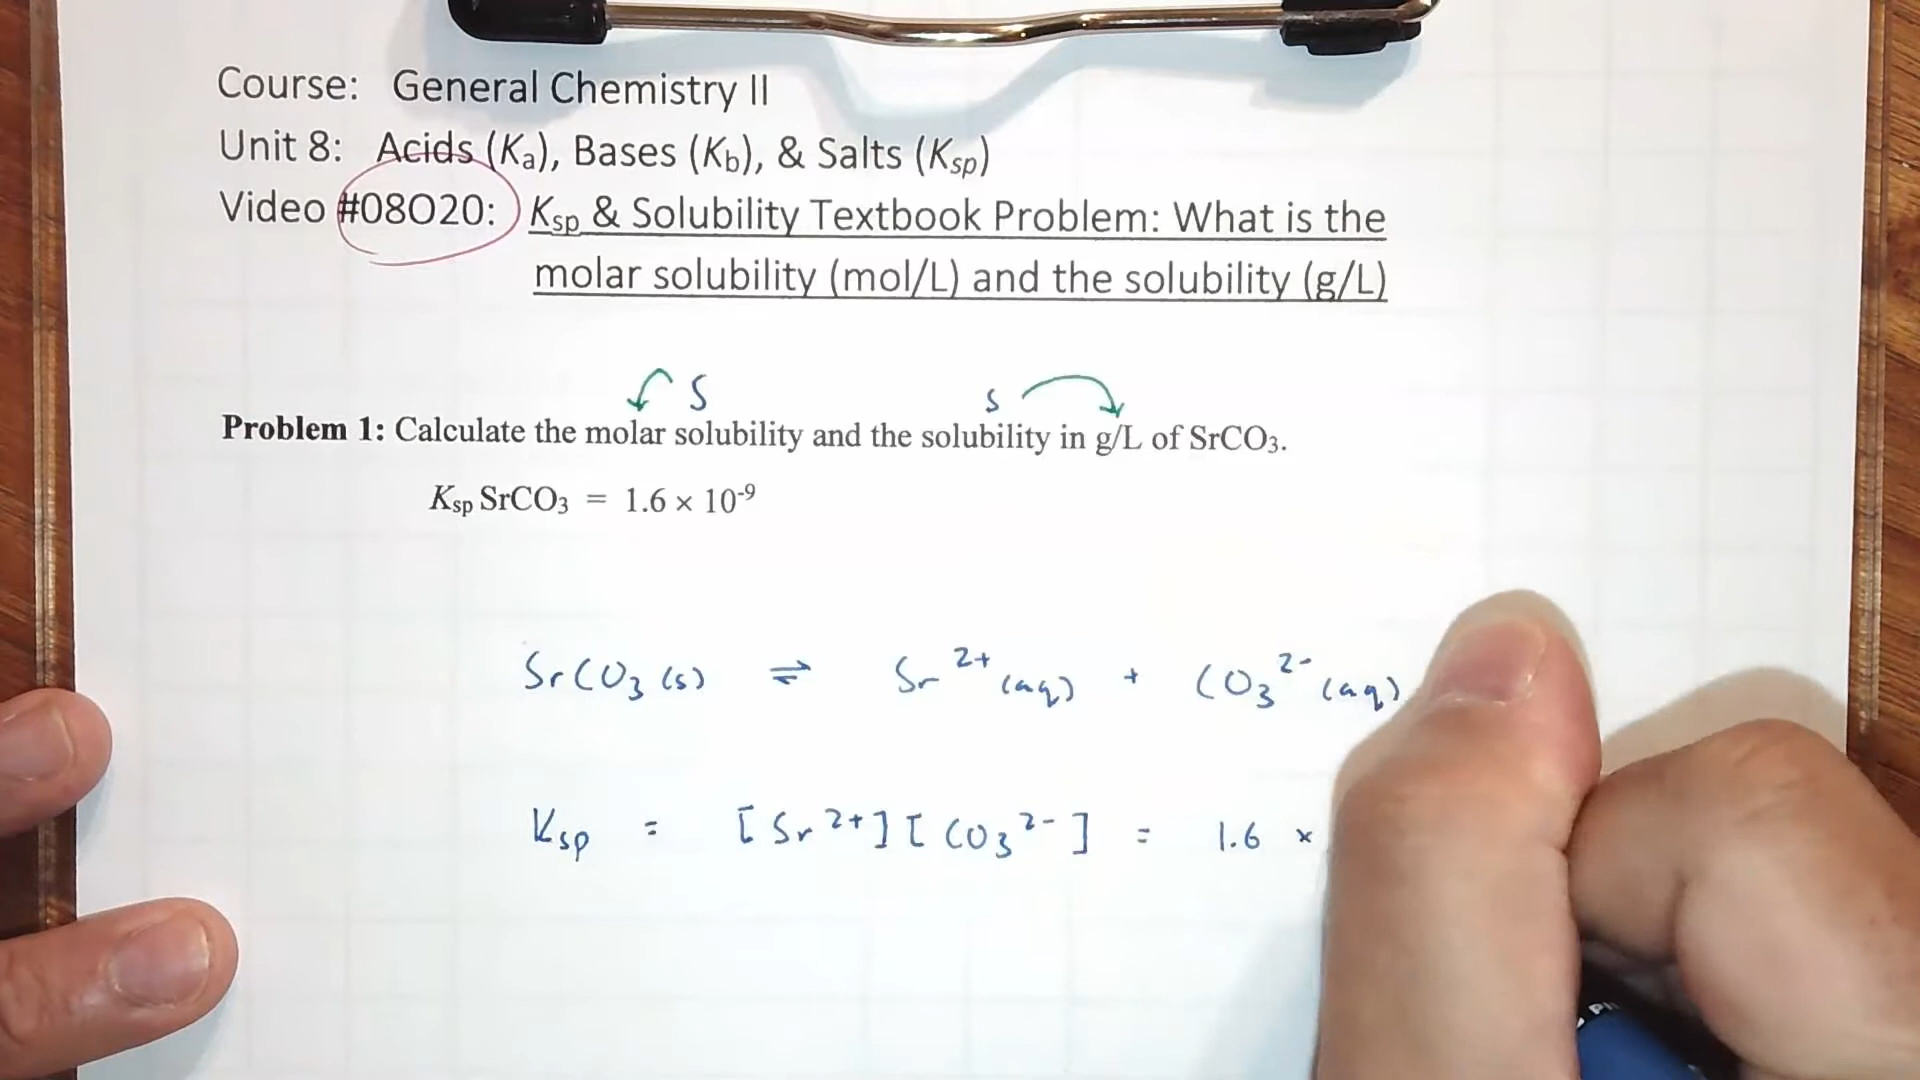 Course: General Chemistry II
Unit 8: Acids (Ka), Bases (Kb), & Salts (Ksp)
Video #08O20: Ksp & Solubility Textbook Problem: What is the
molar solubility (mol/L) and the solubility (g/L)
S s
Problem 1: Calculate the molar solubility and the solubility in g/L of SrCO₃.
Ksp SrCO₃ = 1.6 × 10⁻⁹
SrCO₃ (s) ⇌ Sr²⁺ (aq) + CO₃²⁻ (aq)
Ksp = [Sr²⁺][CO₃²⁻] = 1.6 ×